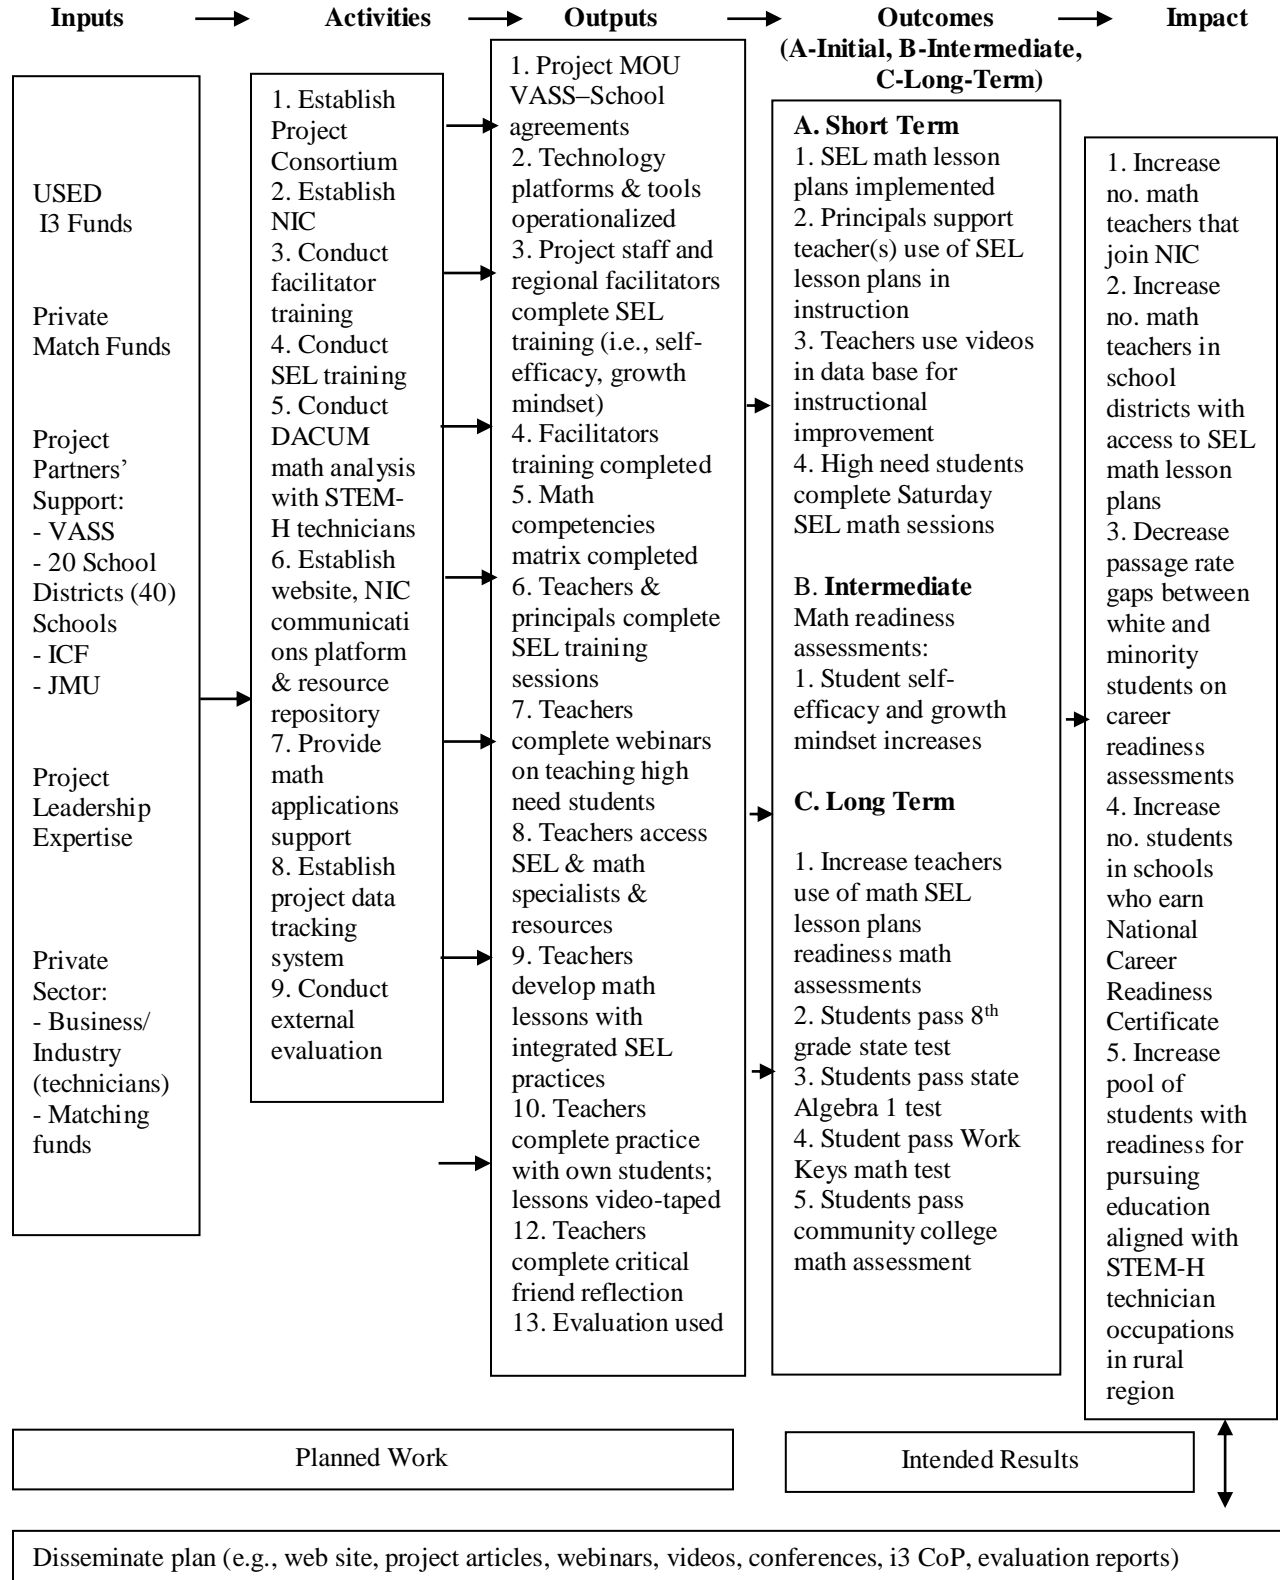 Inputs
Activities
Outputs
Outcomes
(A-Initial, B-Intermediate,
C-Long-Term)
Impact
USED
I3 Funds
Private
Match Funds
Project
Partners’
Support:
- VASS
- 20 School
Districts (40)
Schools
- ICF
- JMU
Project
Leadership
Expertise
Private
Sector:
- Business/
Industry
(technicians)
- Matching
funds
1. Establish
Project
Consortium
2. Establish
NIC
3. Conduct
facilitator
training
4. Conduct
SEL training
5. Conduct
DACUM
math analysis
with STEM-
H technicians
6. Establish
website, NIC
communicati
ons platform
& resource
repository
7. Provide
math
applications
support
8. Establish
project data
tracking
system
9. Conduct
external
evaluation
1. Project MOU
VASS–School
agreements
2. Technology
platforms & tools
operationalized
3. Project staff and
regional facilitators
complete SEL
training (i.e., self-
efficacy, growth
mindset)
4. Facilitators
training completed
5. Math
competencies
matrix completed
6. Teachers &
principals complete
SEL training
sessions
7. Teachers
complete webinars
on teaching high
need students
8. Teachers access
SEL & math
specialists &
resources
9. Teachers
develop math
lessons with
integrated SEL
practices
10. Teachers
complete practice
with own students;
lessons video-taped
12. Teachers
complete critical
friend reflection
13. Evaluation used
A. Short Term
1. SEL math lesson
plans implemented
2. Principals support
teacher(s) use of SEL
lesson plans in
instruction
3. Teachers use videos
in data base for
instructional
improvement
4. High need students
complete Saturday
SEL math sessions
B. Intermediate
Math readiness
assessments:
1. Student self-
efficacy and growth
mindset increases
C. Long Term
1. Increase teachers
use of math SEL
lesson plans
readiness math
assessments
2. Students pass 8th
grade state test
3. Students pass state
Algebra 1 test
4. Student pass Work
Keys math test
5. Students pass
community college
math assessment
1. Increase
no. math
teachers that
join NIC
2. Increase
no. math
teachers in
school
districts with
access to SEL
math lesson
plans
3. Decrease
passage rate
gaps between
white and
minority
students on
career
readiness
assessments
4. Increase
no. students
in schools
who earn
National
Career
Readiness
Certificate
5. Increase
pool of
students with
readiness for
pursuing
education
aligned with
STEM-H
technician
occupations
in rural
region
Planned Work
Intended Results
Disseminate plan (e.g., web site, project articles, webinars, videos, conferences, i3 CoP, evaluation reports)